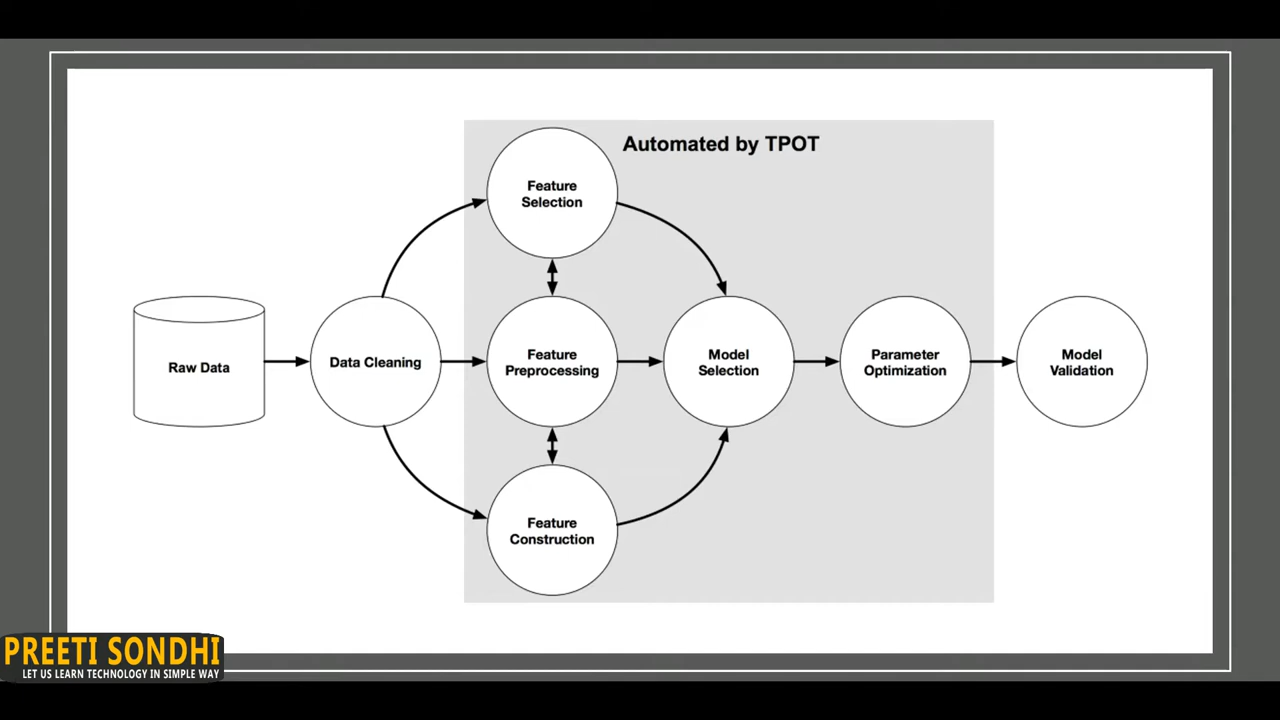 Automated by TPOT
Feature
Selection
Raw Data
Data Cleaning
Feature
Preprocessing
Model
Selection
Parameter
Optimization
Model
Validation
Feature
Construction
PREETI SONDHI
LET US LEARN TECHNOLOGY IN SIMPLE WAY